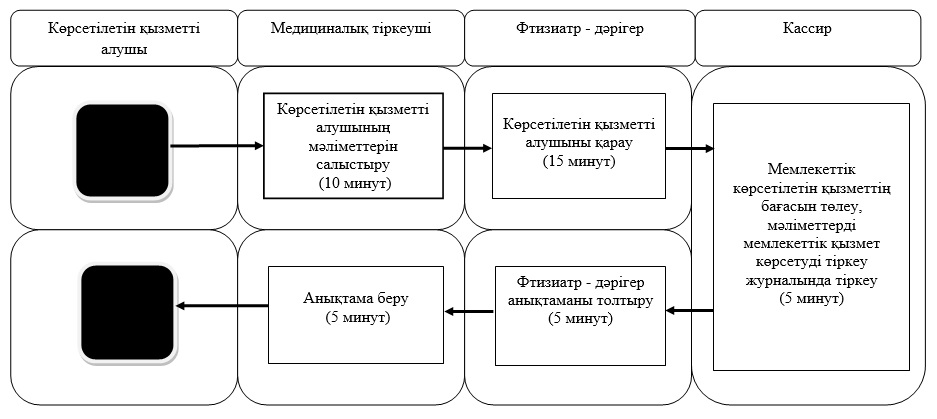 Көрсетілетін қызметті
алушы
Медициналық тіркеуші
Фтизиатр - дәрігер
Кассир
Көрсетілетін қызметті
алушының
мәліметтерін
салыстыру
(10 минут)
Көрсетілетін қызметті
алушыны қарау
(15 минут)
Мемлекеттік
көрсетілетін қызметтің
бағасын төлеу,
мәліметтерді
мемлекеттік қызмет
көрсетуді тіркеу
журналында тіркеу
(5 минут)
Фтизиатр - дәрігер
анықтаманы толтыру
(5 минут)
Анықтама беру
(5 минут)